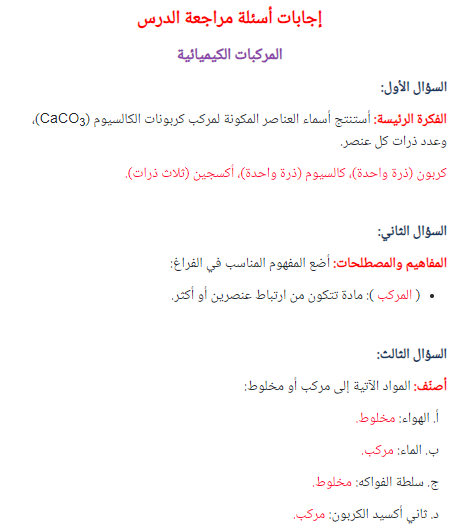 إجابات أسئلة مراجعة الدرس
المركبات الكيميائية
السؤال الأول:
الفكرة الرئيسة: أستنتج أسماء العناصر المكونة لمركب كربونات الكالسيوم (CaCO₃)،
وعدد ذرات كل عنصر.
كربون (ذرة واحدة)، كالسيوم (ذرة واحدة)، أكسجين (ثلاث ذرات).
السؤال الثاني:
المفاهيم والمصطلحات: أضع المفهوم المناسب في الفراغ:
• ( المركب ): مادة تتكون من ارتباط عنصرين أو أكثر.
السؤال الثالث:
أصنّف: المواد الآتية إلى مركب أو مخلوط:
أ. الهواء: مخلوط.
ب. الماء: مركب.
ج. سلطة الفواكه: مخلوط.
د. ثاني أكسيد الكربون: مركب.